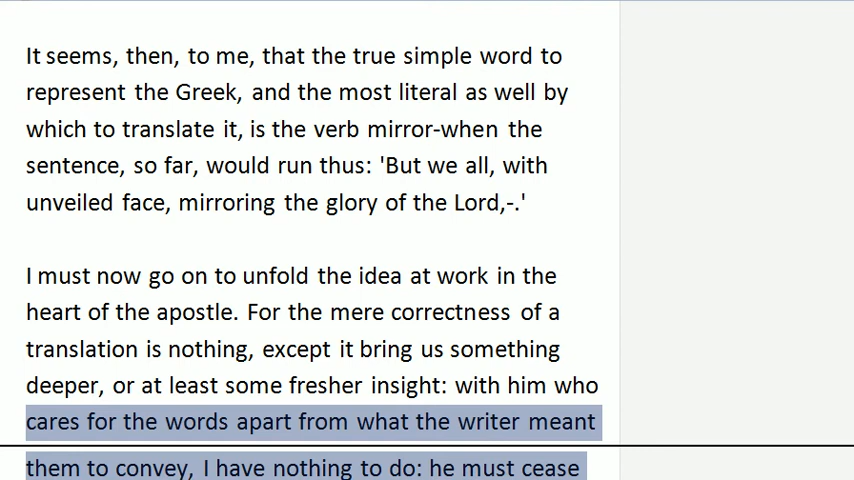 It seems, then, to me, that the true simple word to
represent the Greek, and the most literal as well by
which to translate it, is the verb mirror-when the
sentence, so far, would run thus: 'But we all, with
unveiled face, mirroring the glory of the Lord,-.'
I must now go on to unfold the idea at work in the
heart of the apostle. For the mere correctness of a
translation is nothing, except it bring us something
deeper, or at least some fresher insight: with him who
cares for the words apart from what the writer meant
them to convey, I have nothing to do: he must cease